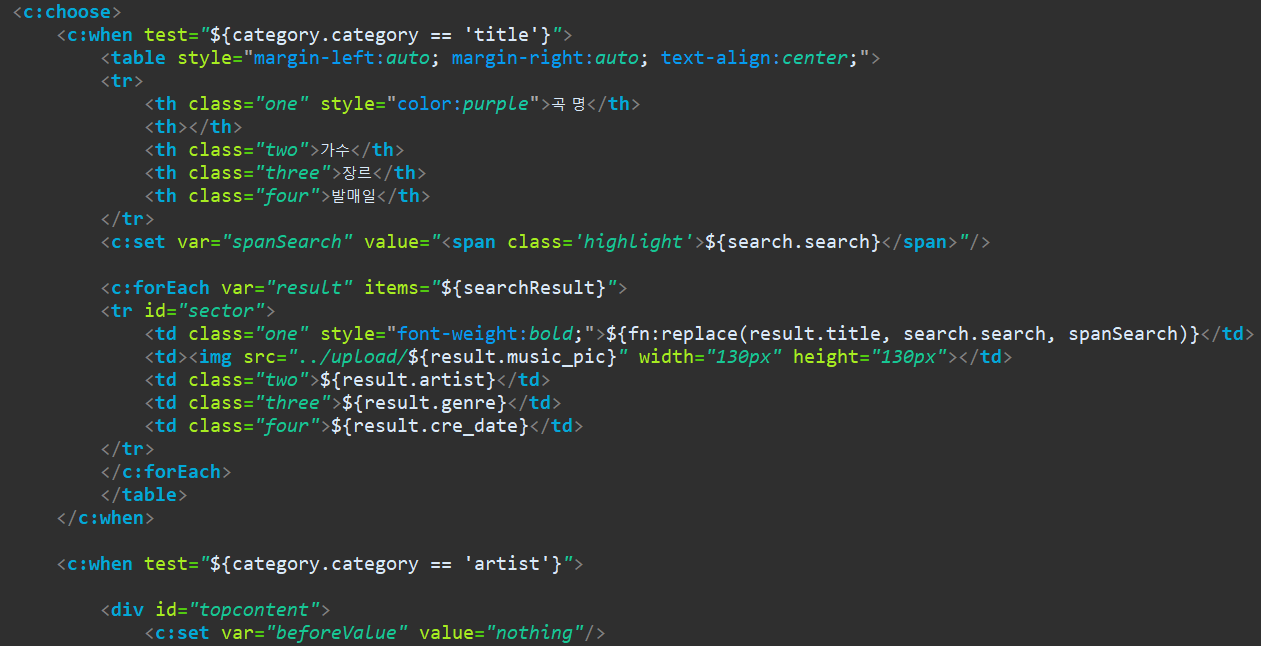 <c:choose>
<c:when test="${category.category == 'title'}">
<table style="margin-left:auto; margin-right:auto; text-align:center;">
<tr>
<th class="one" style="color:purple">곡 명</th>
<th></th>
<th class="two">가수</th>
<th class="three">장르</th>
<th class="four">발매일</th>
</tr>
<c:set var="spanSearch" value="<span class='highlight'>${search.search}</span>"/>
<c:forEach var="result" items="${searchResult}">
<tr id="sector">
<td class="one" style="font-weight:bold;">${fn:replace(result.title, search.search, spanSearch)}</td>
<td><img src="../upload/${result.music_pic}" width="130px" height="130px"></td>
<td class="two">${result.artist}</td>
<td class="three">${result.genre}</td>
<td class="four">${result.cre_date}</td>
</tr>
</c:forEach>
</table>
</c:when>
<c:when test="${category.category == 'artist'}">
<div id="topcontent">
<c:set var="beforeValue" value="nothing"/>